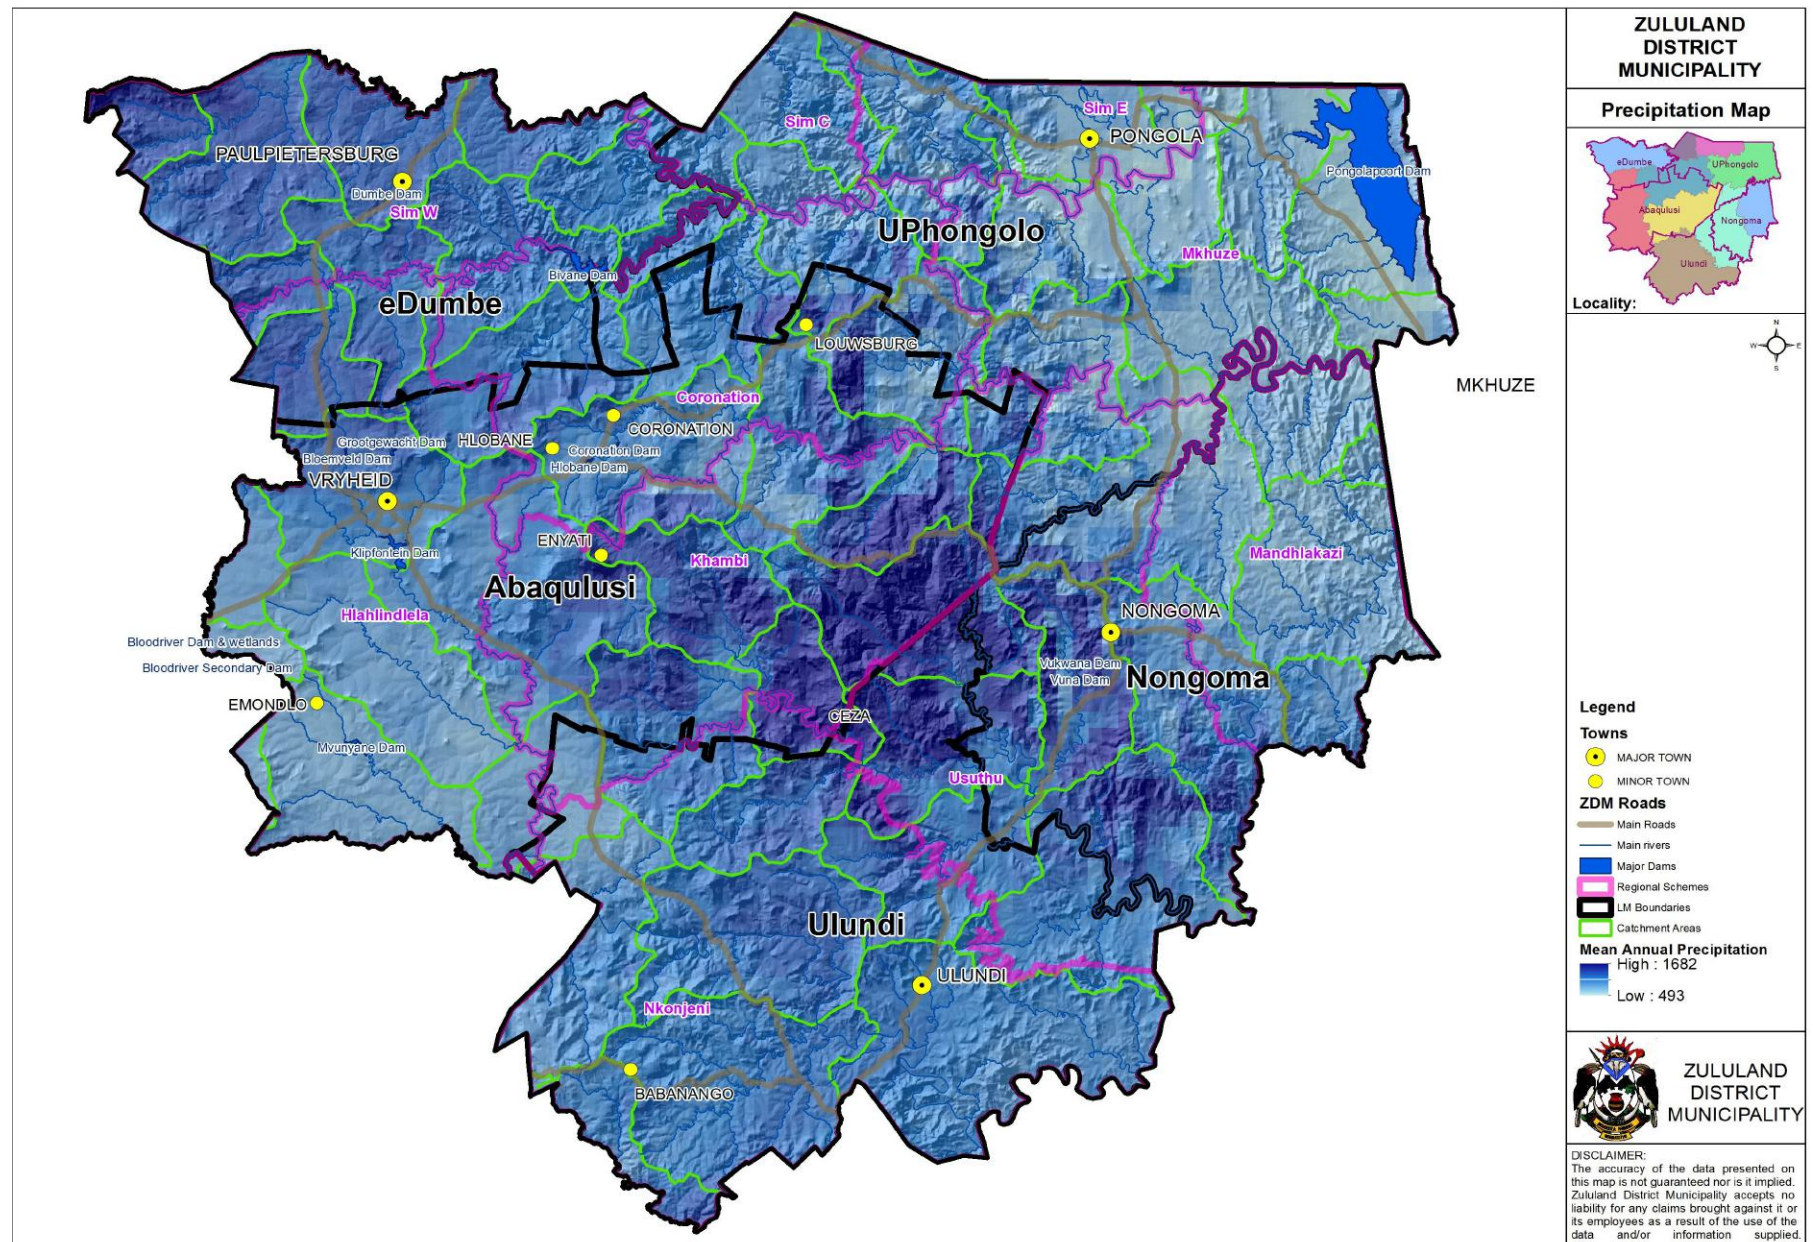 ZULULAND
DISTRICT
MUNICIPALITY
Precipitation Map
eDumbe
UPhongolo
Abaqulusi
Nongoma
Ulundi
Locality:
N
W
E
S
Sim C
Sim E
PONGOLA
PAULPIETERSBURG
Dumbe Dam
Sim W
Pongolapoort Dam
UPhongolo
Mkhuze
Bivane Dam
eDumbe
LOUWSBURG
MKHUZE
Coronation
CORONATION
HLOBANE
Grootgewacht Dam
Coronation Dam
Bloemveld Dam
Hlobane Dam
VRYHEID
ENYATI
Klipfontein Dam
Khambi
Mandhlakazi
Abaqulusi
Hlahlindlela
NONGOMA
Bloodriver Dam & wetlands
Bloodriver Secondary Dam
Vukwana Dam
Vuna Dam
Nongoma
EMONDLO
CEZA
Mvunyane Dam
Usuthu
Ulundi
ULUNDI
Nkonjeni
BABANANGO
Legend
Towns
MAJOR TOWN
MINOR TOWN
ZDM Roads
Main Roads
Main rivers
Major Dams
Regional Schemes
LM Boundaries
Catchment Areas
Mean Annual Precipitation
High : 1682
Low : 493
ZULULAND
DISTRICT
MUNICIPALITY
DISCLAIMER:
The accuracy of the data presented on
this map is not guaranteed nor is it implied.
Zululand District Municipality accepts no
liability for any claims brought against it or
its employees as a result of the use of the
data and/or information supplied.